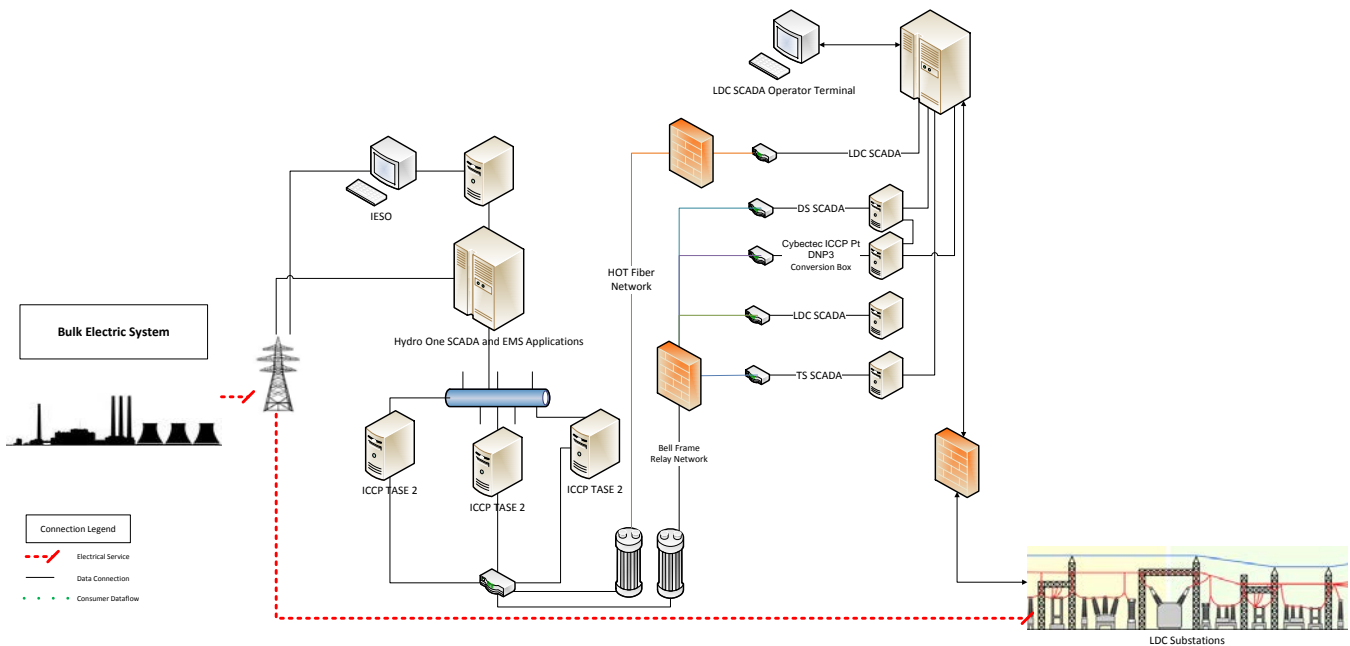 LDC SCADA Operator Terminal
LDC SCADA
IESO
DS SCADA
Cybectec ICCP Pt
DNP3
Conversion Box
HOT Fiber
Network
Bulk Electric System
LDC SCADA
Hydro One SCADA and EMS Applications
TS SCADA
Bell Frame
Relay Network
ICCP TASE 2
ICCP TASE 2
ICCP TASE 2
Connection Legend
Electrical Service
Data Connection
Consumer Dataflow
LDC Substations